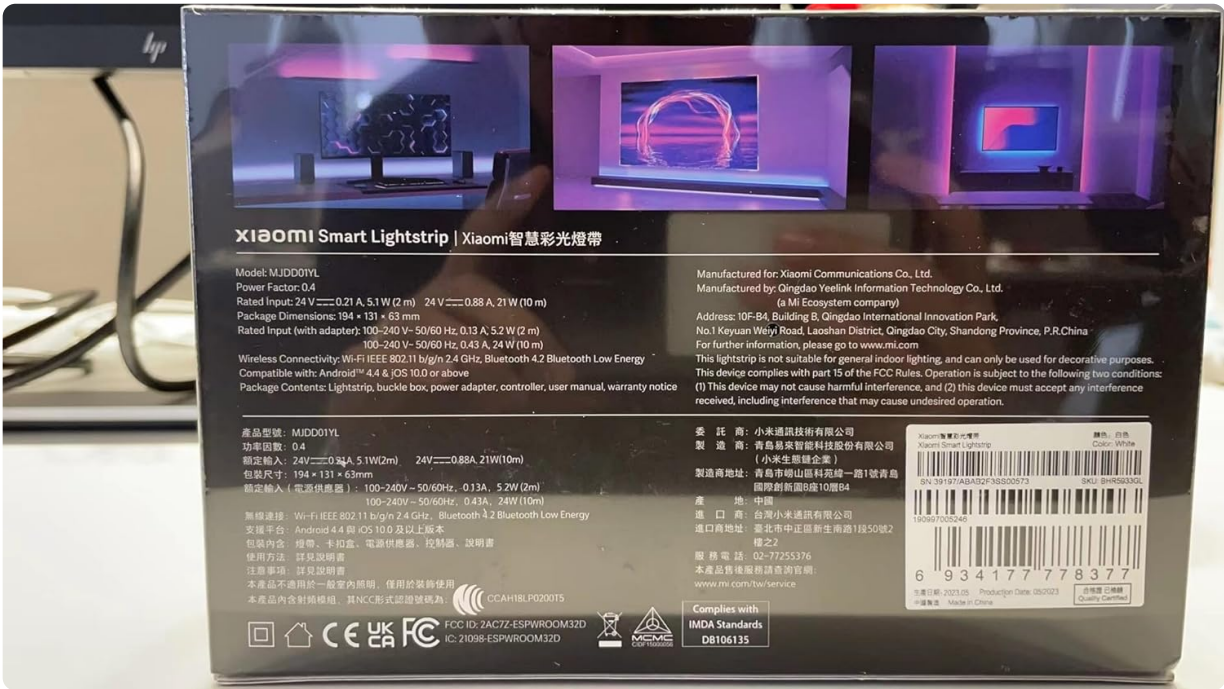 hp
xiaomi Smart Lightstrip | Xiaomi智慧彩光燈帶
Model: MJDD01YL
Power Factor: 0.4
Rated Input: 24 V⎓0.21 A, 5.1 W (2 m) 24 V⎓0.88 A, 21 W (10 m)
Package Dimensions: 194 × 131 × 63 mm
Rated Input (with adapter): 100–240 V~ 50/60 Hz, 0.13 A, 5.2 W (2 m)
100–240 V~ 50/60 Hz, 0.43 A, 24 W (10 m)
Wireless Connectivity: Wi-Fi IEEE 802.11 b/g/n 2.4 GHz, Bluetooth 4.2 Bluetooth Low Energy
Compatible with: Android™ 4.4 & iOS 10.0 or above
Package Contents: Lightstrip, buckle box, power adapter, controller, user manual, warranty notice
Manufactured for: Xiaomi Communications Co., Ltd.
Manufactured by: Qingdao Yeelink Information Technology Co., Ltd.
(a Mi Ecosystem company)
Address: 10F-B4, Building B, Qingdao International Innovation Park,
No.1 Keyuan Weiyi Road, Laoshan District, Qingdao City, Shandong Province, P.R.China
For further information, please go to www.mi.com
This lightstrip is not suitable for general indoor lighting, and can only be used for decorative purposes.
This device complies with part 15 of the FCC Rules. Operation is subject to the following two conditions:
(1) This device may not cause harmful interference, and (2) this device must accept any interference
received, including interference that may cause undesired operation.
產品型號: MJDD01YL
功率因數: 0.4
額定輸入: 24V⎓0.21A, 5.1W(2m) 24V⎓0.88A, 21W(10m)
包裝尺寸: 194 × 131 × 63mm
額定輸入(電源供應器): 100-240V~50/60Hz, 0.13A, 5.2W (2m)
100-240V~50/60Hz, 0.43A, 24W (10m)
無線連接: Wi-Fi IEEE 802.11 b/g/n 2.4 GHz, Bluetooth 4.2 Bluetooth Low Energy
支援平台: Android 4.4 與 iOS 10.0 及以上版本
包裝內含: 燈帶、卡扣盒、電源供應器、控制器、說明書
使用方法: 詳見說明書
注意事項: 詳見說明書
本產品不適用於一般室內照明,僅用於裝飾使用
本產品內含射頻模組,其NCC形式認證號碼為:
CCAH18LP0200T5
委託商: 小米通訊技術有限公司
製造商: 青島易來智能科技股份有限公司
(小米生態鏈企業)
製造商地址: 青島市嶗山區科苑緯一路1號青島
國際創新園B座10層B4
產地: 中國
進口商: 台灣小米通訊有限公司
進口商地址: 臺北市中正區新生南路1段50號2
樓之2
服務電話: 02-77255376
本產品售後服務請查詢官網:
www.mi.com/tw/service
Xiaomi智慧彩光燈帶 顏色: 白色
Xiaomi Smart Lightstrip Color: White
SN:39197/ABAB2F3SS00573 SKU: BHR5933GL
190997005246
6 934177 778377
生產日期: 2023.05 Production Date: 05/2023
中國製造 Made in China
合格證 已檢驗
Quality Certified
CE UK CA FC
FCC ID: 2AC7Z-ESPWROOM32D
IC: 21098-ESPWROOM32D
MCMC
CIDF15000056
Complies with
IMDA Standards
DB106135